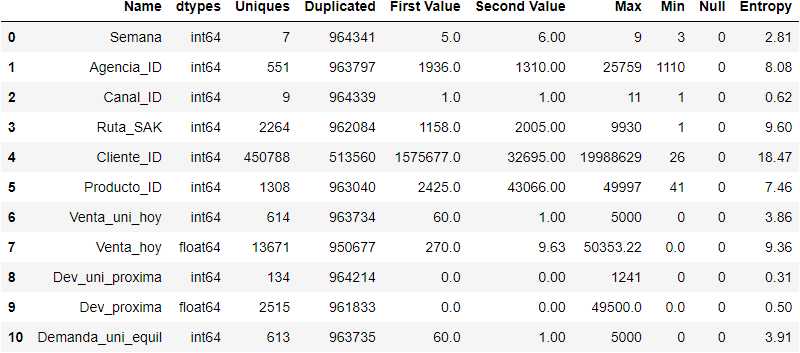 Name dtypes Uniques Duplicated First Value Second Value Max Min Null Entropy
0 Semana int64 7 964341 5.0 6.00 9 3 0 2.81
1 Agencia_ID int64 551 963797 1936.0 1310.00 25759 1110 0 8.08
2 Canal_ID int64 9 964339 1.0 1.00 11 1 0 0.62
3 Ruta_SAK int64 2264 962084 1158.0 2005.00 9930 1 0 9.60
4 Cliente_ID int64 450788 513560 1575677.0 32695.00 19988629 26 0 18.47
5 Producto_ID int64 1308 963040 2425.0 43066.00 49997 41 0 7.46
6 Venta_uni_hoy int64 614 963734 60.0 1.00 5000 0 0 3.86
7 Venta_hoy float64 13671 950677 270.0 9.63 50353.22 0.0 0 9.36
8 Dev_uni_proxima int64 134 964214 0.0 0.00 1241 0 0 0.31
9 Dev_proxima float64 2515 961833 0.0 0.00 49500.0 0.0 0 0.50
10 Demanda_uni_equil int64 613 963735 60.0 1.00 5000 0 0 3.91